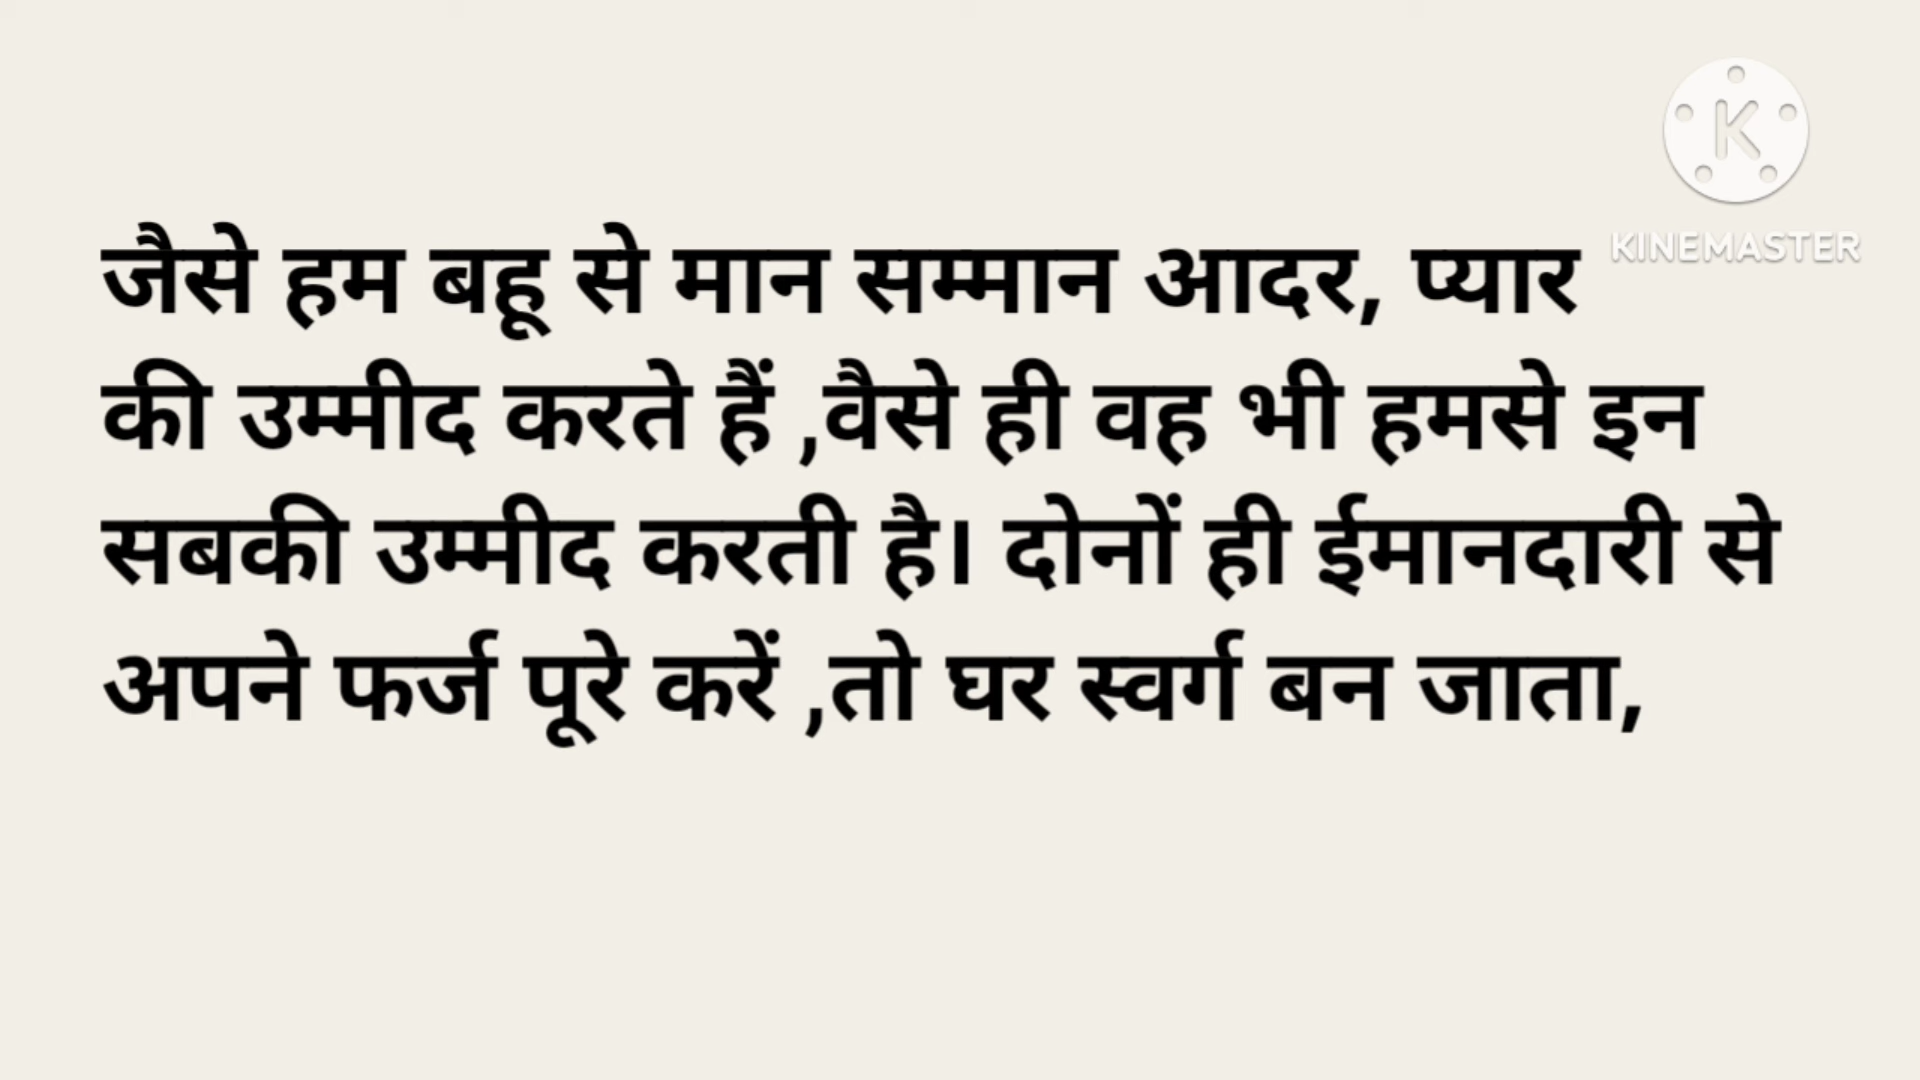 K
KINEMASTER
जैसे हम बहू से मान सम्मान आदर, प्यार
की उम्मीद करते हैं ,वैसे ही वह भी हमसे इन
सबकी उम्मीद करती है। दोनों ही ईमानदारी से
अपने फर्ज पूरे करें ,तो घर स्वर्ग बन जाता,